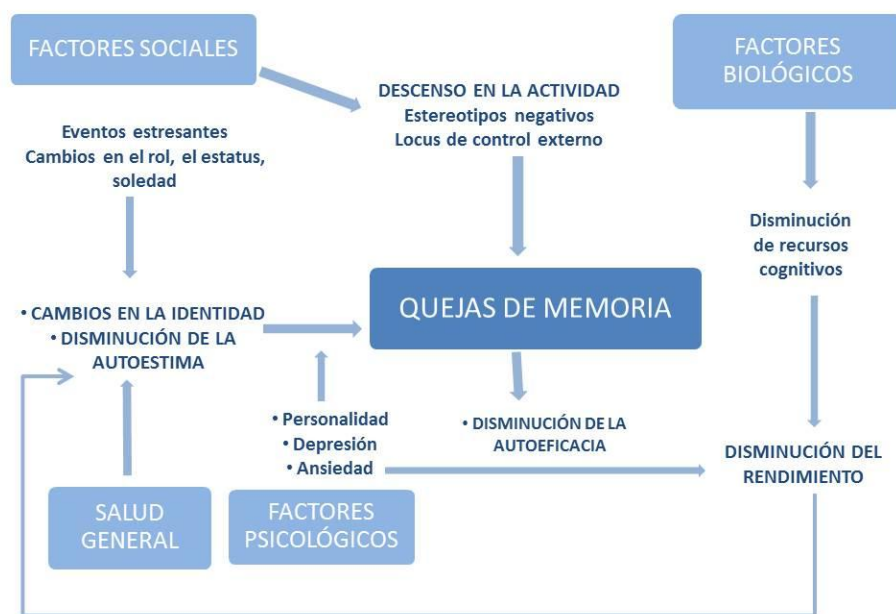 FACTORES SOCIALES
FACTORES
BIOLÓGICOS
DESCENSO EN LA ACTIVIDAD
Estereotipos negativos
Locus de control externo
Eventos estresantes
Cambios en el rol, el estatus,
soledad
Disminución
de recursos
cognitivos
QUEJAS DE MEMORIA
• CAMBIOS EN LA IDENTIDAD
• DISMINUCIÓN DE LA
AUTOESTIMA
• Personalidad
• Depresión
• Ansiedad
• DISMINUCIÓN DE LA
AUTOEFICACIA
DISMINUCIÓN DEL
RENDIMIENTO
SALUD
GENERAL
FACTORES
PSICOLÓGICOS